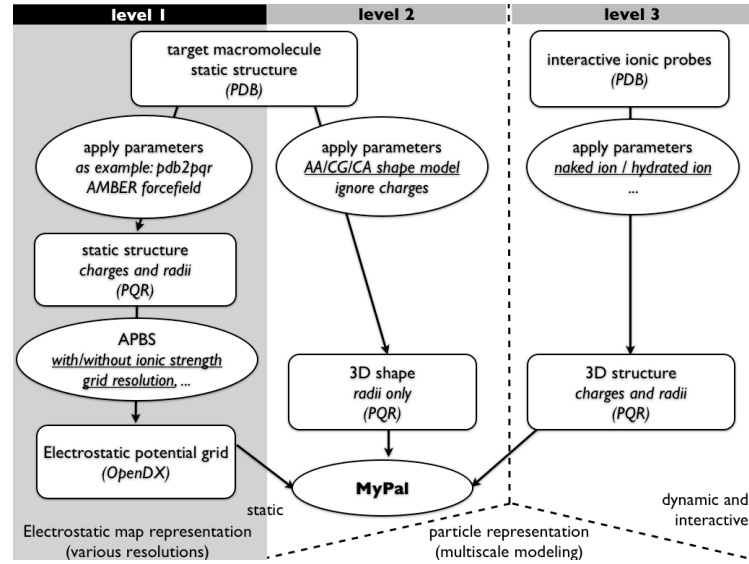 level 1
level 2
level 3
target macromolecule
static structure
(PDB)
interactive ionic probes
(PDB)
apply parameters
as example: pdb2pqr
AMBER forcefield
apply parameters
AA/CG/CA shape model
ignore charges
apply parameters
naked ion / hydrated ion
...
static structure
charges and radii
(PQR)
APBS
with/without ionic strength
grid resolution, ...
3D shape
radii only
(PQR)
3D structure
charges and radii
(PQR)
Electrostatic potential grid
(OpenDX)
MyPal
static
dynamic and
interactive
Electrostatic map representation
(various resolutions)
particle representation
(multiscale modeling)